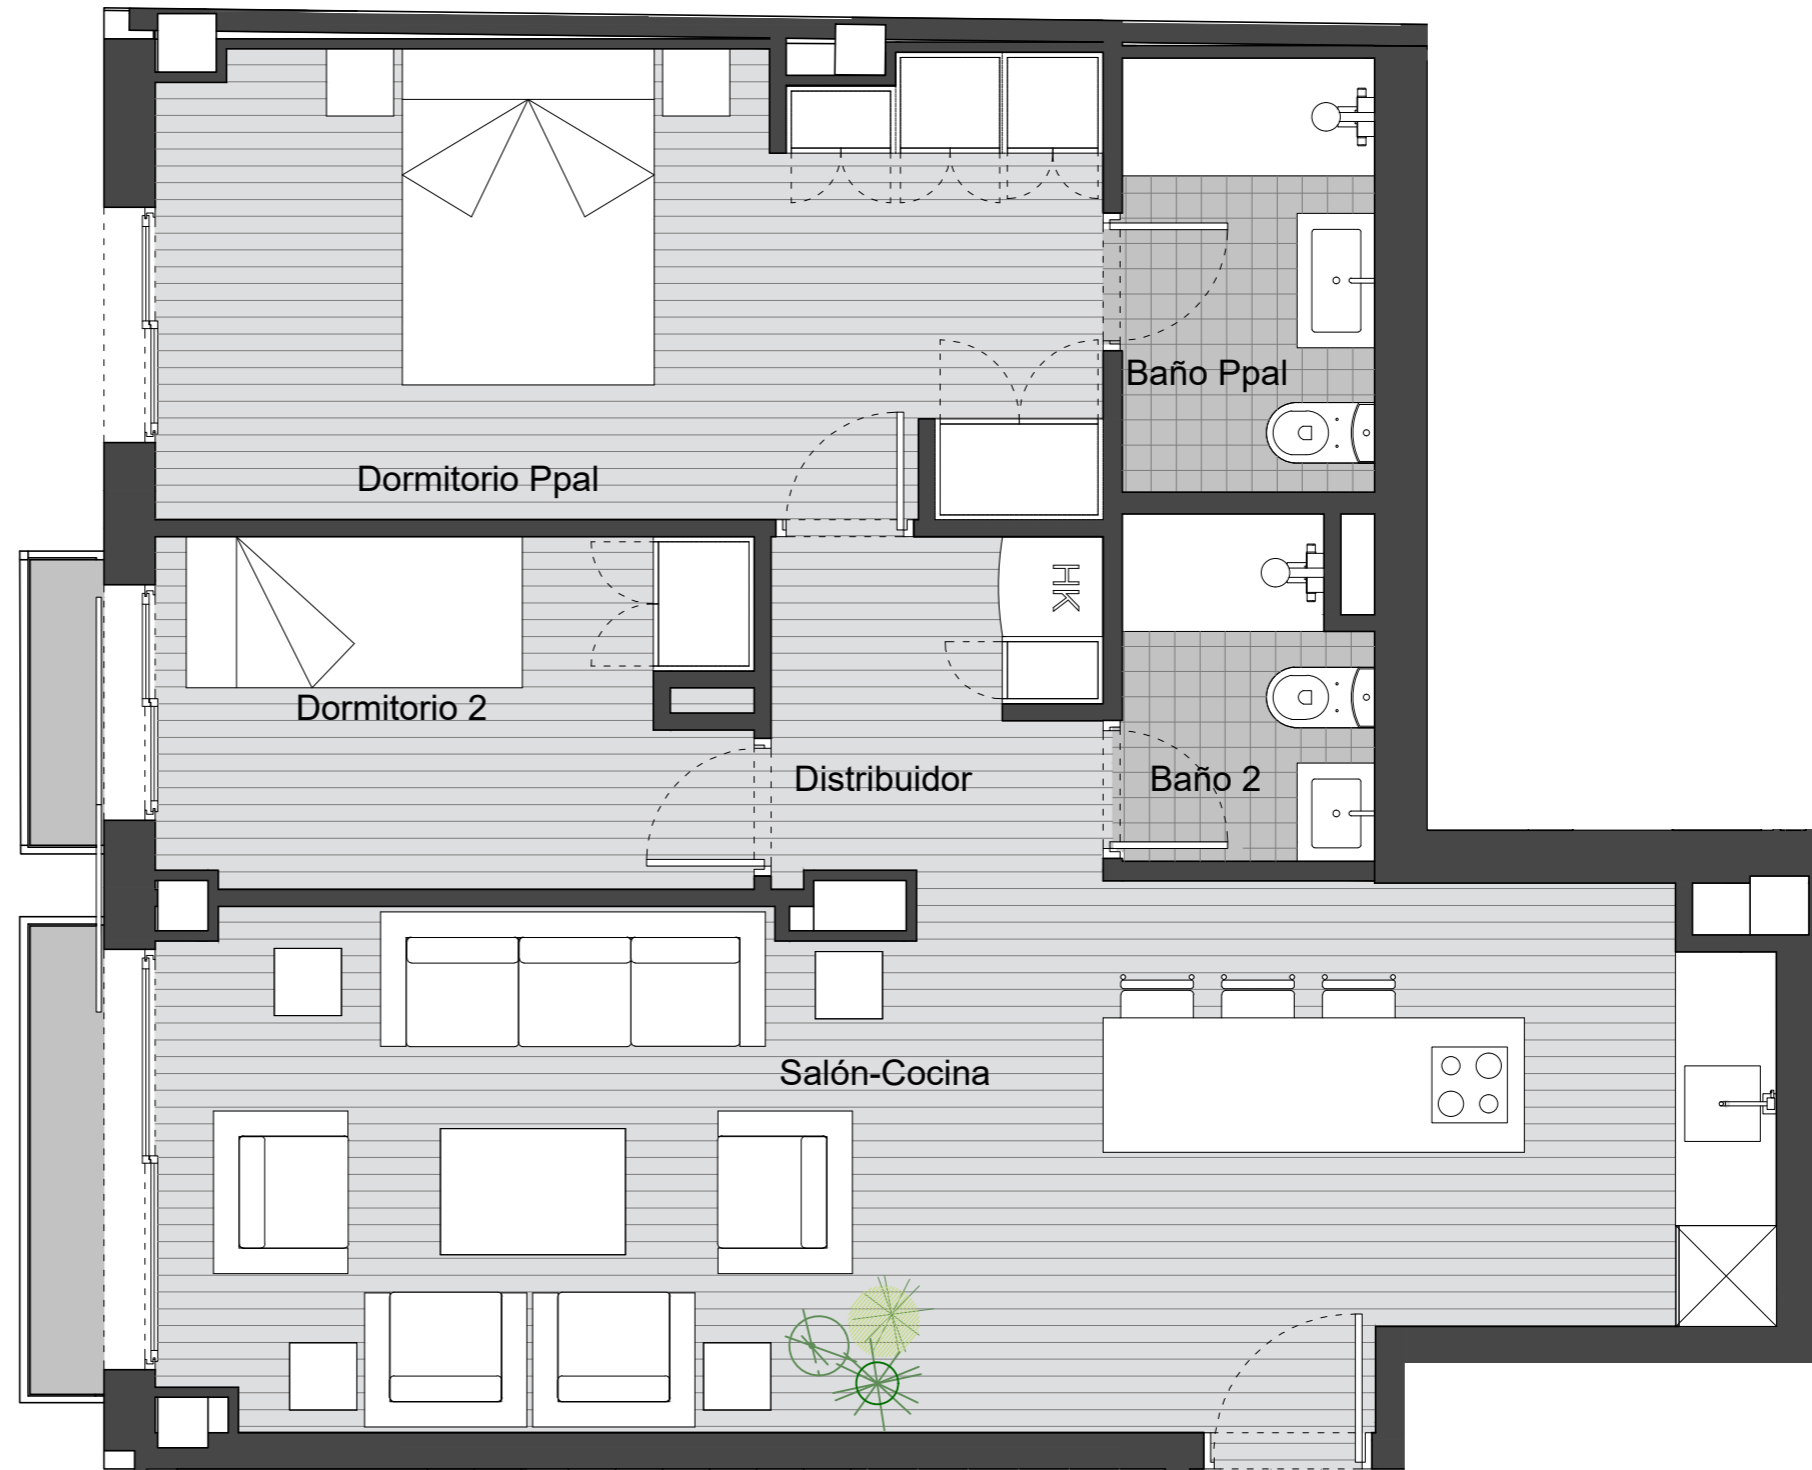 Baño Ppal
Dormitorio Ppal
HK
Dormitorio 2
Distribuidor
Baño 2
Salón-Cocina